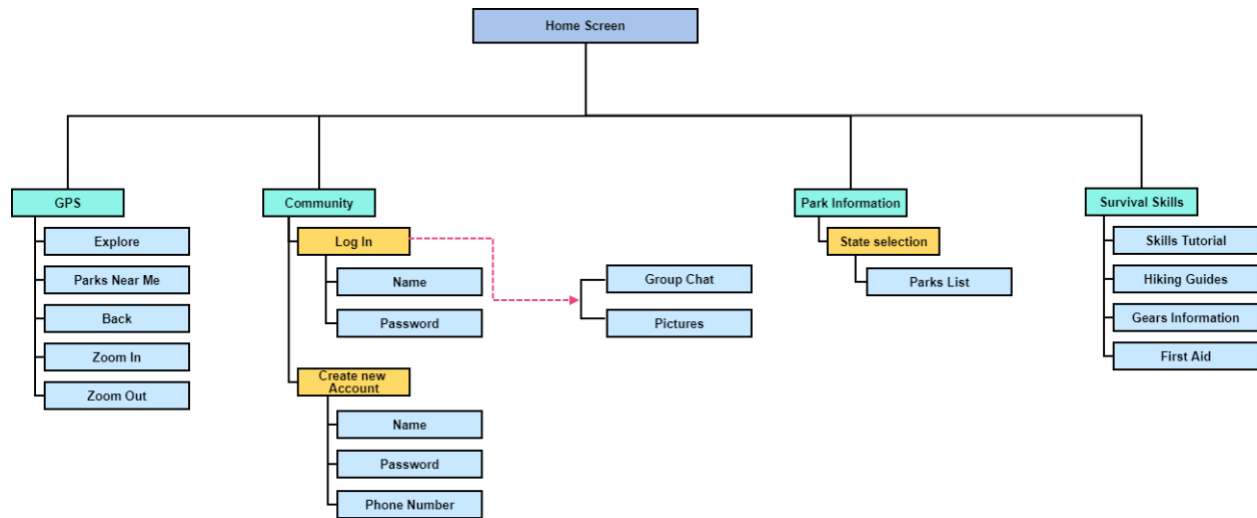 Home Screen
GPS
Explore
Parks Near Me
Back
Zoom In
Zoom Out
Community
Log In
Name
Password
Group Chat
Pictures
Create new
Account
Name
Password
Phone Number
Park Information
State selection
Parks List
Survival Skills
Skills Tutorial
Hiking Guides
Gears Information
First Aid